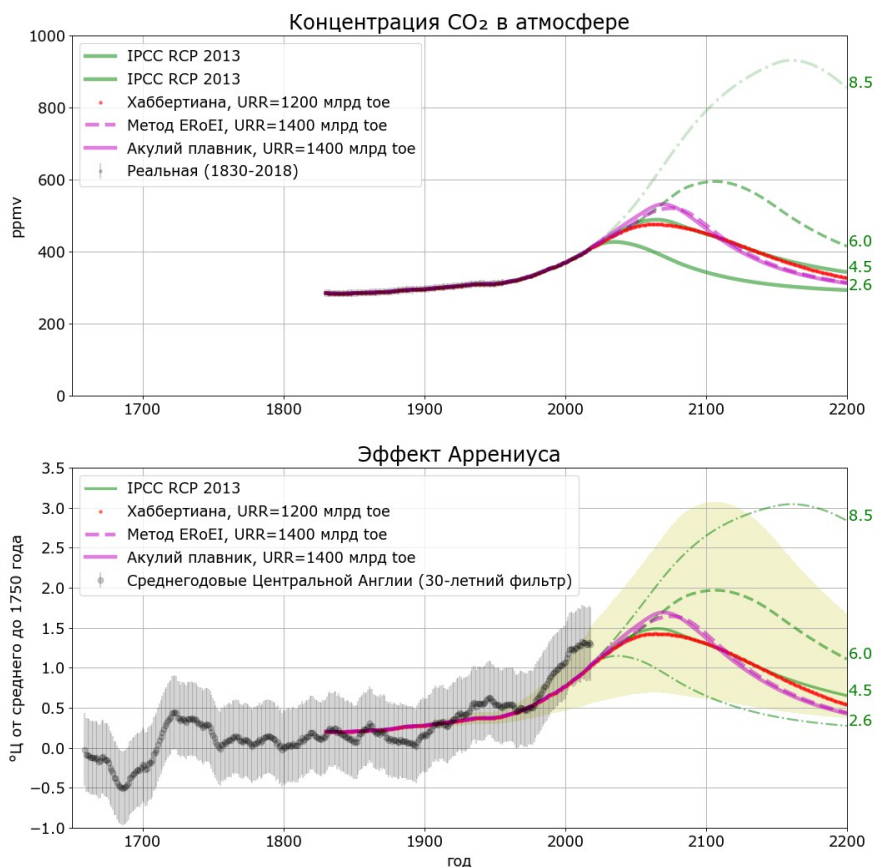 Концентрация CO₂ в атмосфере
1000
800
600
400
200
0
ppmv
IPCC RCP 2013
IPCC RCP 2013
Хаббертиана, URR=1200 млрд toe
Метод ERoEI, URR=1400 млрд toe
Акулий плавник, URR=1400 млрд toe
Реальная (1830-2018)
8.5
6.0
4.5
2.6
1700 1800 1900 2000 2100 2200
Эффект Аррениуса
3.5
3.0
2.5
2.0
1.5
1.0
0.5
0.0
−0.5
−1.0
°Ц от среднего до 1750 года
IPCC RCP 2013
Хаббертиана, URR=1200 млрд toe
Метод ERoEI, URR=1400 млрд toe
Акулий плавник, URR=1400 млрд toe
Среднегодовые Центральной Англии (30-летний фильтр)
8.5
6.0
4.5
2.6
1700 1800 1900 2000 2100 2200
год